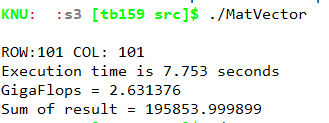 KNU:  :s3 [tb159 src]$ ./MatVector
ROW:101 COL: 101
Execution time is 7.753 seconds
GigaFlops = 2.631376
Sum of result = 195853.999899